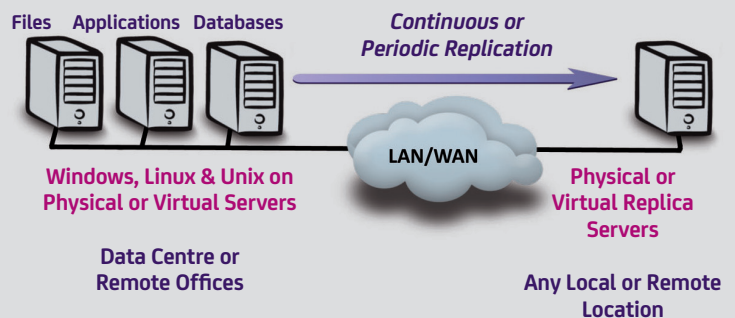 Files Applications Databases
Continuous or
Periodic Replication
LAN/WAN
Windows, Linux & Unix on
Physical or Virtual Servers
Physical or
Virtual Replica
Servers
Data Centre or
Remote Offices
Any Local or Remote
Location